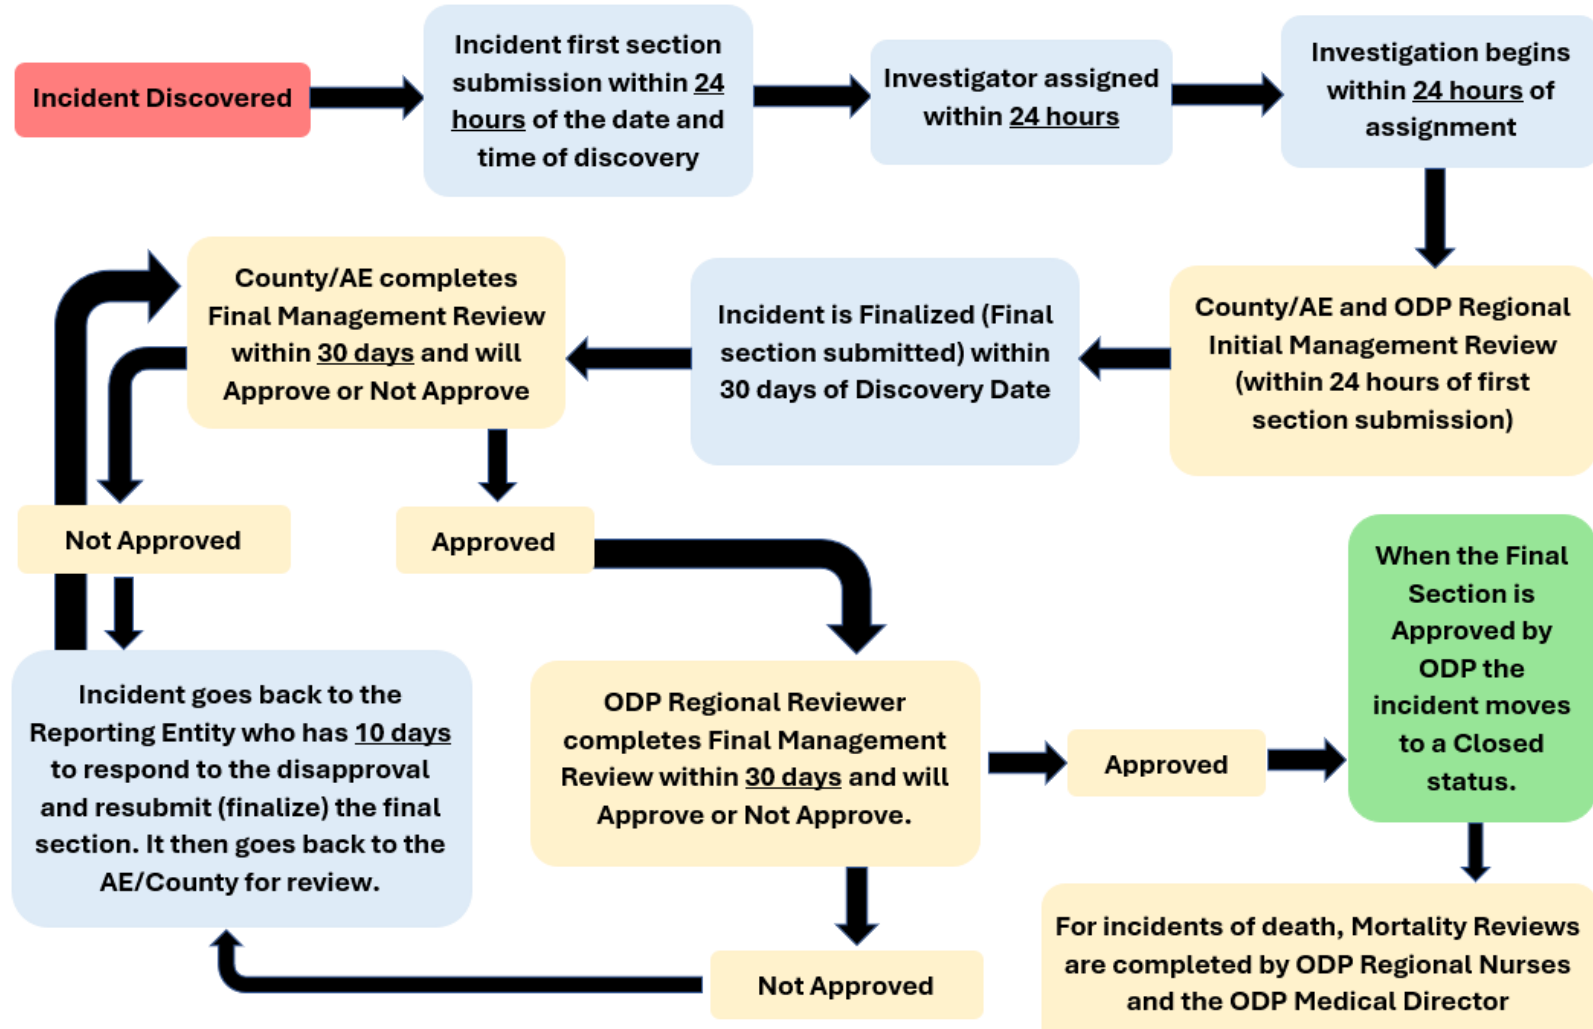 Incident Discovered
Incident first section
submission within 24
hours of the date and
time of discovery
Investigator assigned
within 24 hours
Investigation begins
within 24 hours of
assignment
County/AE and ODP Regional
Initial Management Review
(within 24 hours of first
section submission)
Incident is Finalized (Final
section submitted) within
30 days of Discovery Date
County/AE completes
Final Management Review
within 30 days and will
Approve or Not Approve
Not Approved
Approved
Incident goes back to the
Reporting Entity who has 10 days
to respond to the disapproval
and resubmit (finalize) the final
section. It then goes back to the
AE/County for review.
ODP Regional Reviewer
completes Final Management
Review within 30 days and will
Approve or Not Approve.
Approved
Not Approved
When the Final
Section is
Approved by
ODP the
incident moves
to a Closed
status.
For incidents of death, Mortality Reviews
are completed by ODP Regional Nurses
and the ODP Medical Director